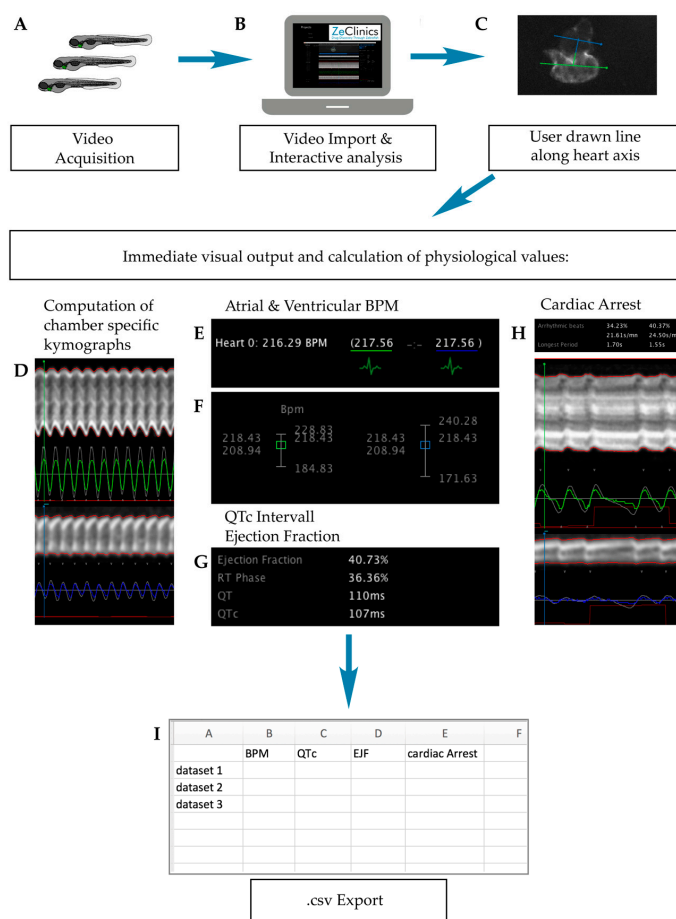 A
B
C
ZeClinics
Video
Acquisition
Video Import &
Interactive analysis
User drawn line
along heart axis
Immediate visual output and calculation of physiological values:
Computation of
chamber specific
kymographs
D
Atrial & Ventricular BPM
E
Heart 0: 216.29 BPM (217.56 -:- 217.56 )
F
Bpm
228.83
218.43 218.43
208.94
184.83
240.28
218.43 218.43
208.94
171.63
QTc Intervall
Ejection Fraction
G
Ejection Fraction 40.73%
RT Phase 36.36%
QT 110ms
QTc 107ms
Cardiac Arrest
H
Arrhythmic beats 34.23% 40.37%
21.61s/mn 24.50s/mn
Longest Period 1.70s 1.55s
I
A B C D E F
BPM QTc EJF cardiac Arrest
dataset 1
dataset 2
dataset 3
.csv Export